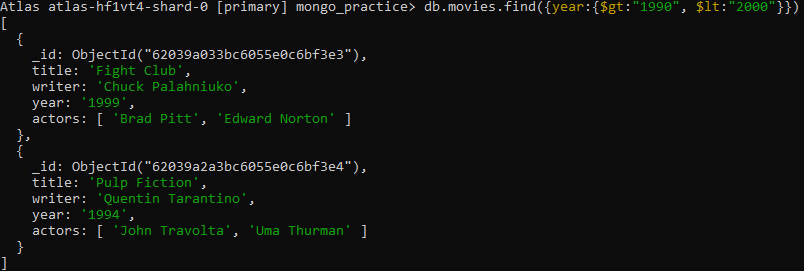 Atlas atlas-hf1vt4-shard-0 [primary] mongo_practice> db.movies.find({year:{$gt:"1990", $lt:"2000"}})
[
  {
    _id: ObjectId("62039a033bc6055e0c6bf3e3"),
    title: 'Fight Club',
    writer: 'Chuck Palahniuko',
    year: '1999',
    actors: [ 'Brad Pitt', 'Edward Norton' ]
  },
  {
    _id: ObjectId("62039a2a3bc6055e0c6bf3e4"),
    title: 'Pulp Fiction',
    writer: 'Quentin Tarantino',
    year: '1994',
    actors: [ 'John Travolta', 'Uma Thurman' ]
  }
]